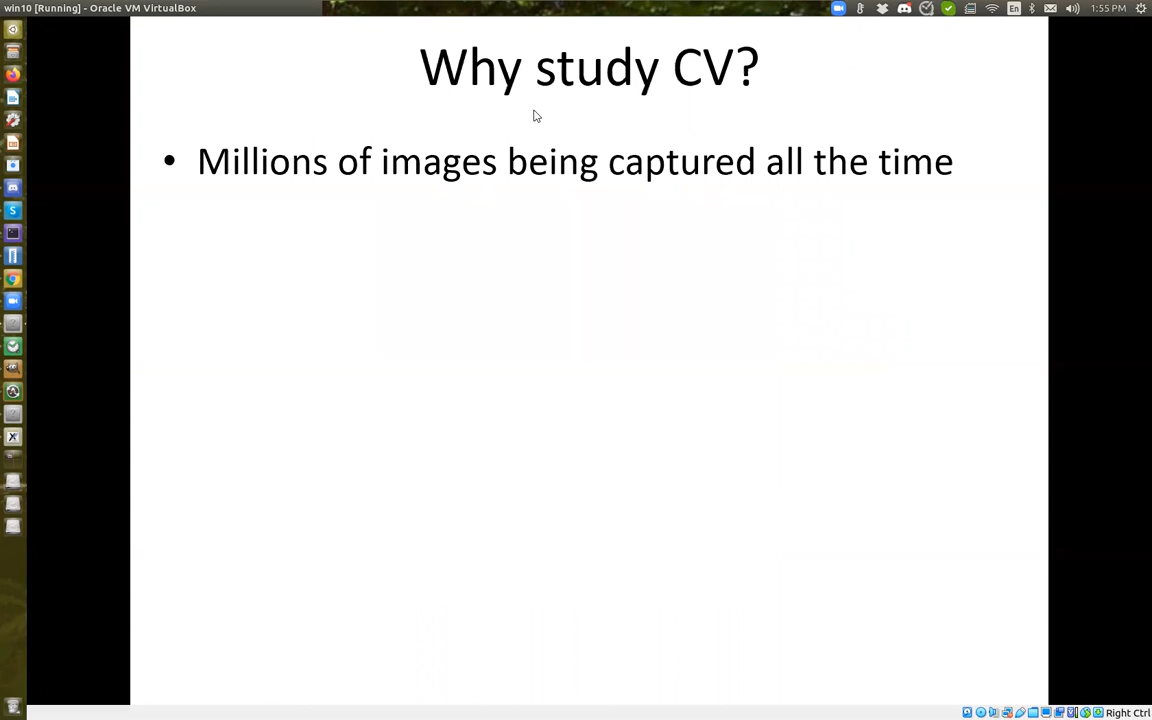 win10 [Running] - Oracle VM VirtualBox
En
1:55 PM
Why study CV?
• Millions of images being captured all the time
Right Ctrl